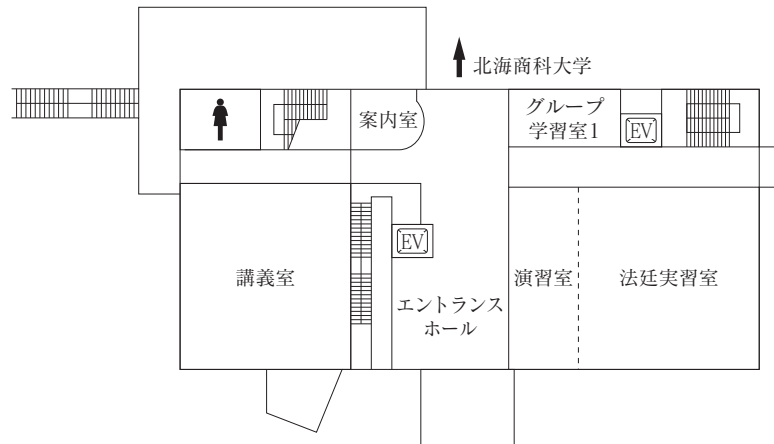 北海商科大学
案内室
グループ
学習室1
EV
EV
講義室
演習室
法廷実習室
エントランス
ホール